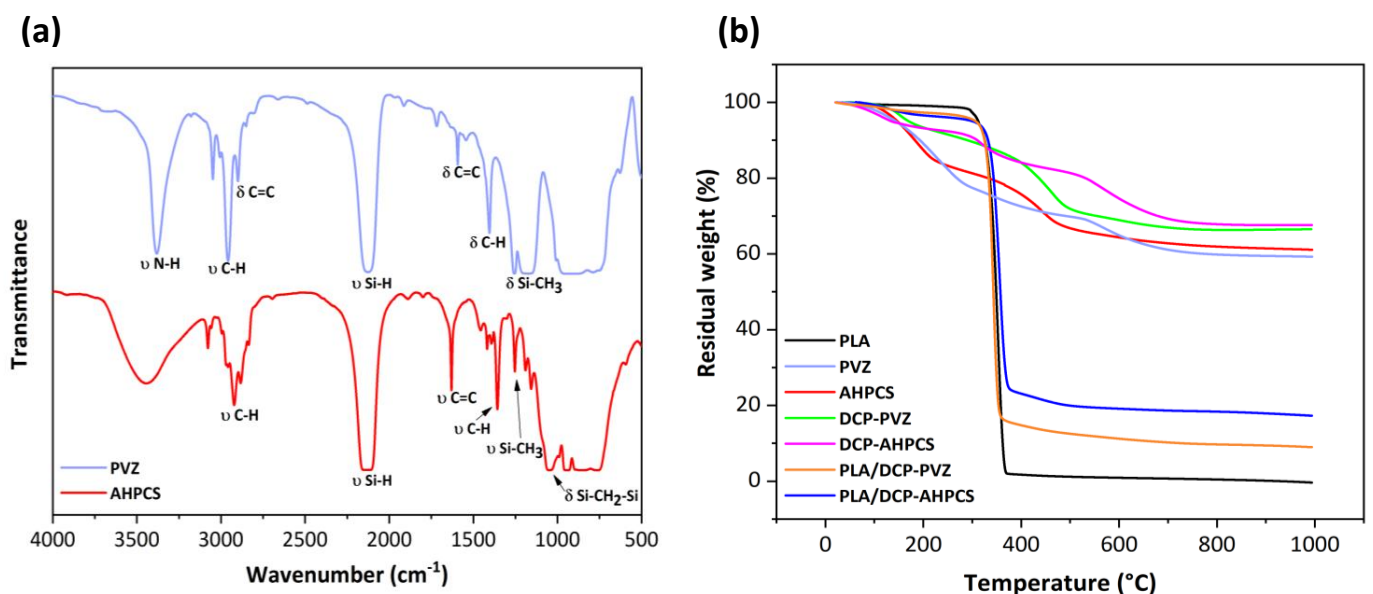 (a)
Transmittance
υ N-H
υ C-H
δ C=C
υ Si-H
δ C=C
δ C-H
δ Si-CH₃
υ C-H
υ Si-H
υ C=C
υ C-H
υ Si-CH₃
δ Si-CH₂-Si
PVZ
AHPCS
4000 3500 3000 2500 2000 1500 1000 500
Wavenumber (cm⁻¹)
(b)
Residual weight (%)
100
80
60
40
20
0
PLA
PVZ
AHPCS
DCP-PVZ
DCP-AHPCS
PLA/DCP-PVZ
PLA/DCP-AHPCS
0 200 400 600 800 1000
Temperature (°C)